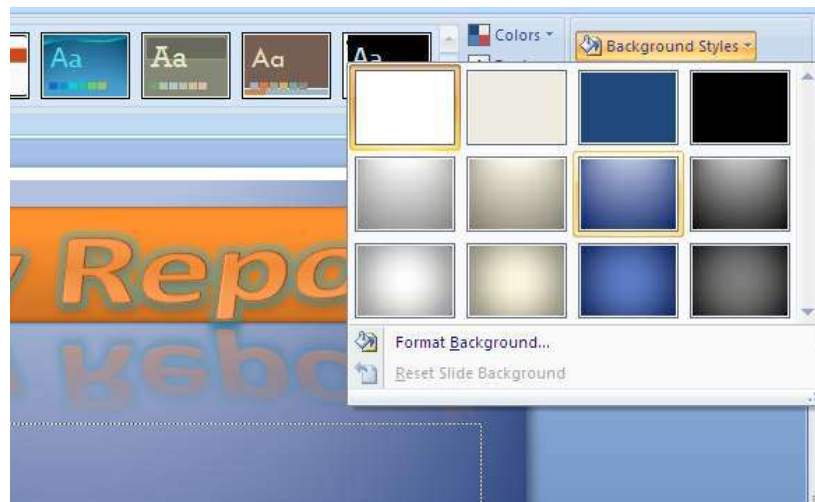 Aa
Aa
Aa
Aa
Colors
Background Styles
Repo
Format Background...
Reset Slide Background